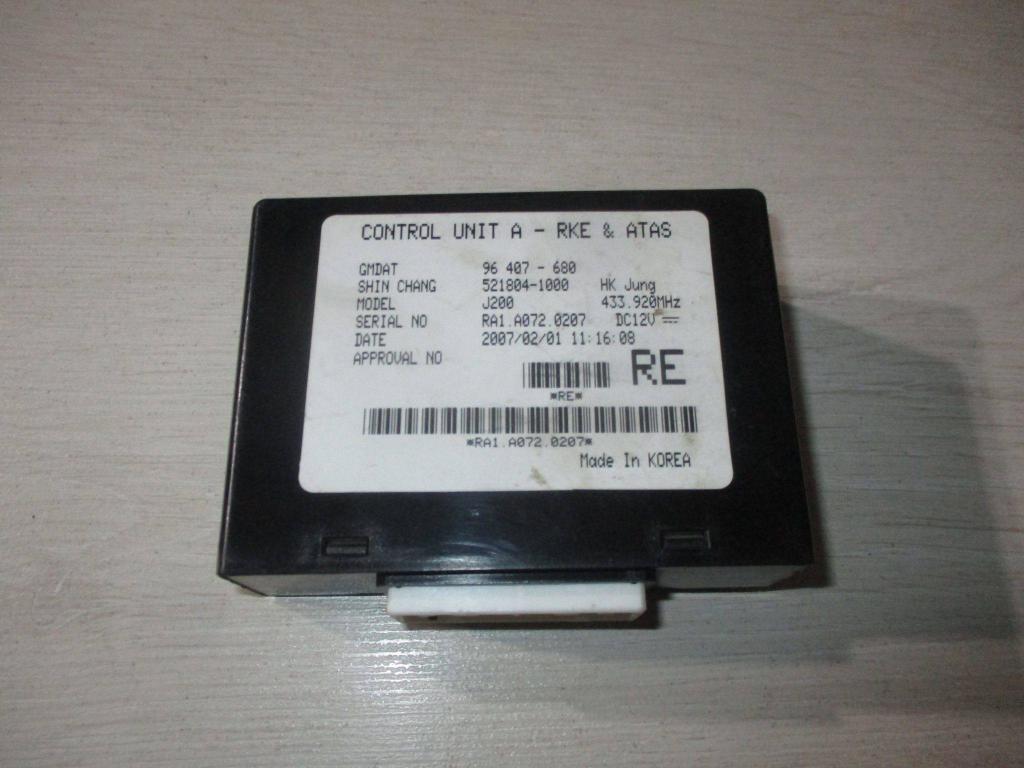 CONTROL UNIT A - RKE & ATAS
GMDAT 96 407 - 680
SHIN CHANG 521804-1000 HK Jung
MODEL J200 433.920MHz
SERIAL NO RA1.A072.0207 DC12V ⎓
DATE 2007/02/01 11:16:08
APPROVAL NO
RE
*RE*
*RA1.A072.0207*
Made In KOREA